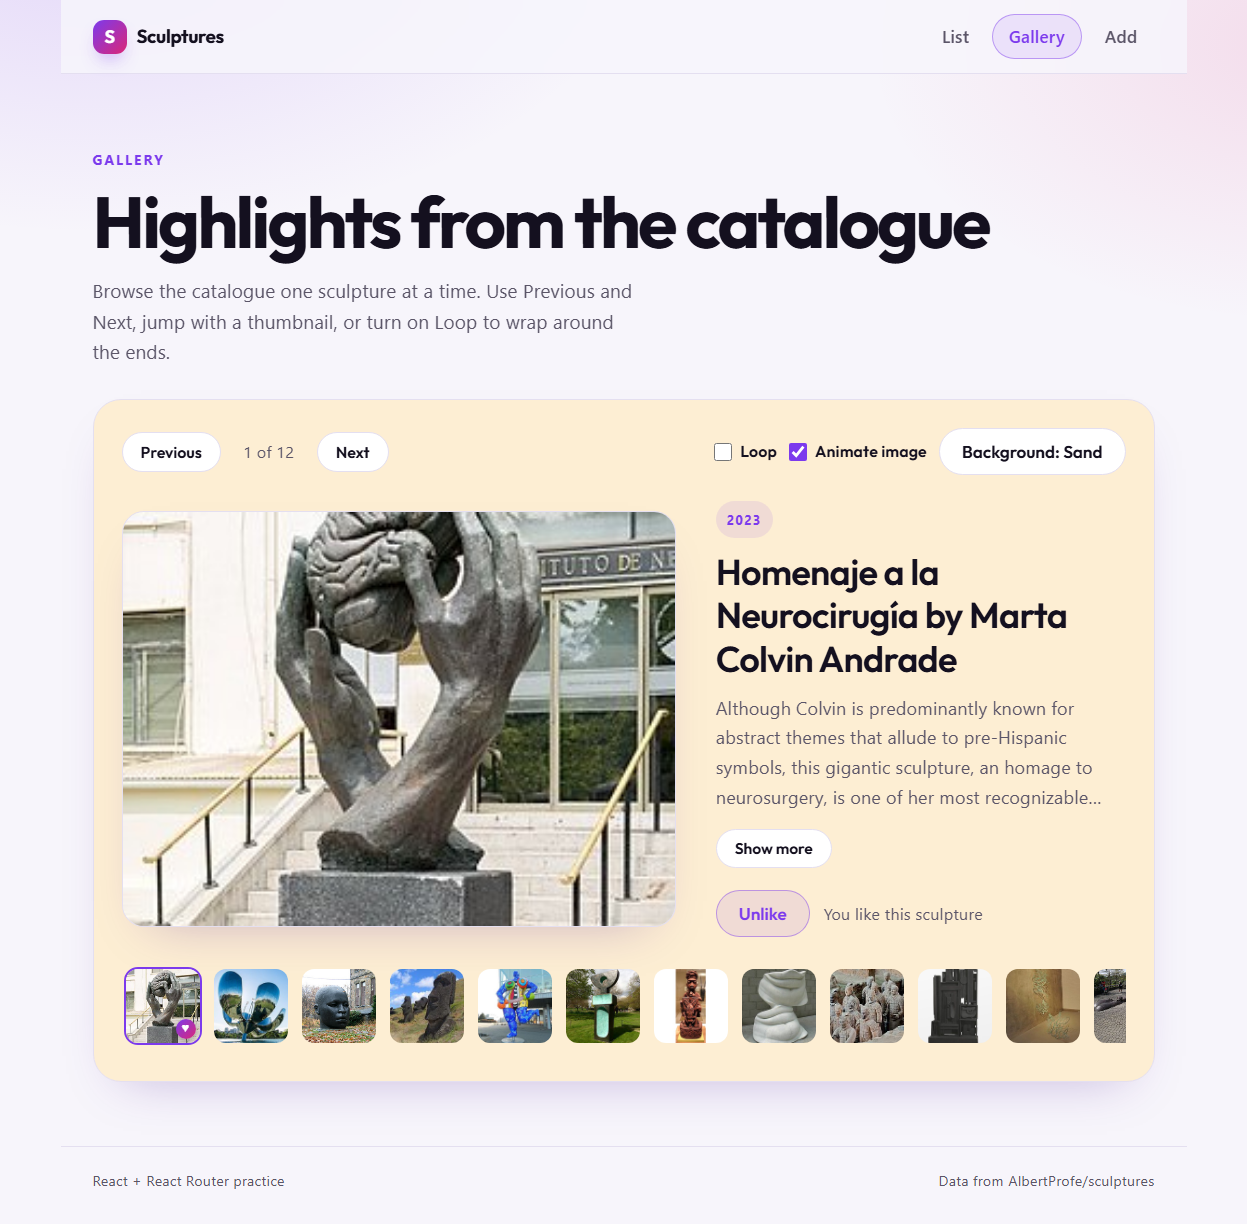 S Sculptures
List
Gallery
Add
GALLERY
Highlights from the catalogue
Browse the catalogue one sculpture at a time. Use Previous and
Next, jump with a thumbnail, or turn on Loop to wrap around
the ends.
Previous
1 of 12
Next
Loop
Animate image
Background: Sand
ITUTO DE NE
2023
Homenaje a la
Neurocirugía by Marta
Colvin Andrade
Although Colvin is predominantly known for
abstract themes that allude to pre-Hispanic
symbols, this gigantic sculpture, an homage to
neurosurgery, is one of her most recognizable...
Show more
Unlike
You like this sculpture
React + React Router practice
Data from AlbertProfe/sculptures